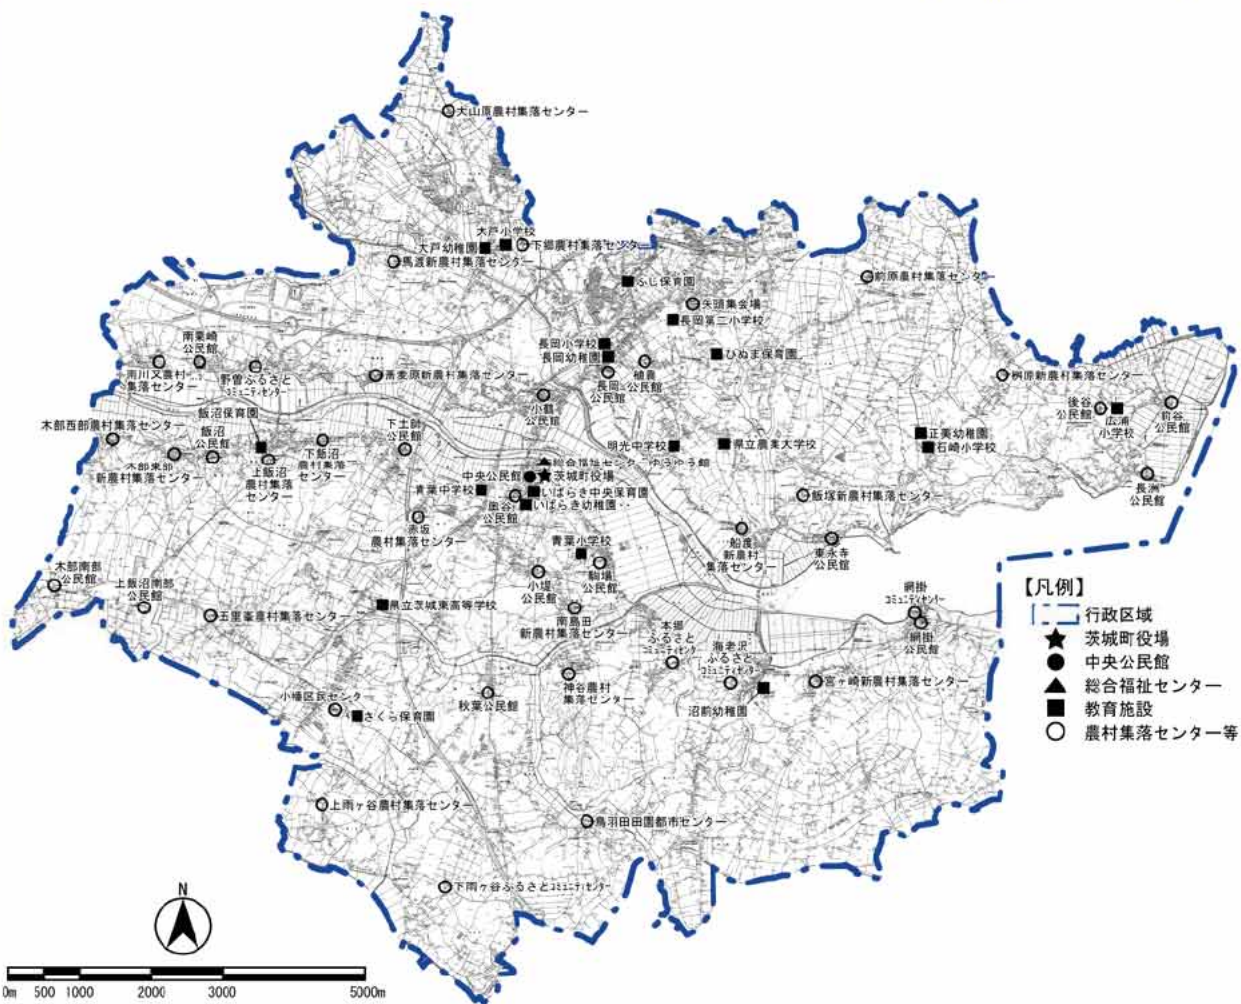 大山原農村集落センター
大戸小学校
大戸幼稚園
下郷農村集落センター
馬渡新農村集落センター
ふじ保育園
前原農村集落センター
矢頭集会場
長岡第二小学校
南栗崎
公民館
長岡小学校
長岡幼稚園
ひぬま保育園
南川又農村
集落センター
野曽ふるさと
コミュニティセンター
蕎麦原新農村集落センター
長岡
公民館
植農
公民館
桝原新農村集落センター
小鶴
公民館
後谷
公民館
広浦
小学校
前谷
公民館
飯沼保育園
木部西部農村集落センター
飯沼
公民館
下土師
公民館
木部東部
新農村集落センター
上飯沼
農村集落
センター
下飯沼
農村集落
センター
明光中学校
県立農業大学校
正美幼稚園
石崎小学校
総合福祉センターゆうゆう館
中央公民館
茨城町役場
長洲
公民館
青葉中学校
奥谷
公民館
いばらき中央保育園
いばらき幼稚園
飯塚新農村集落センター
赤坂
農村集落センター
船渡
新農村
集落センター
東永寺
公民館
青葉小学校
駒場
公民館
小堤
公民館
木部南部
公民館
上飯沼南部
公民館
五里峯農村集落センター
県立茨城東高等学校
南島田
新農村集落センター
網掛
コミュニティセンター
網掛
公民館
本郷
ふるさと
コミュニティセンター
海老沢
ふるさと
コミュニティセンター
神谷農村
集落センター
宮ヶ崎新農村集落センター
沼前幼稚園
小幡区民センター
さくら保育園
秋葉公民館
上雨ヶ谷農村集落センター
鳥羽田田園都市センター
下雨ヶ谷ふるさとコミュニティセンター
【凡例】
行政区域
茨城町役場
中央公民館
総合福祉センター
教育施設
農村集落センター等
N
0m 500 1000 2000 3000 5000m